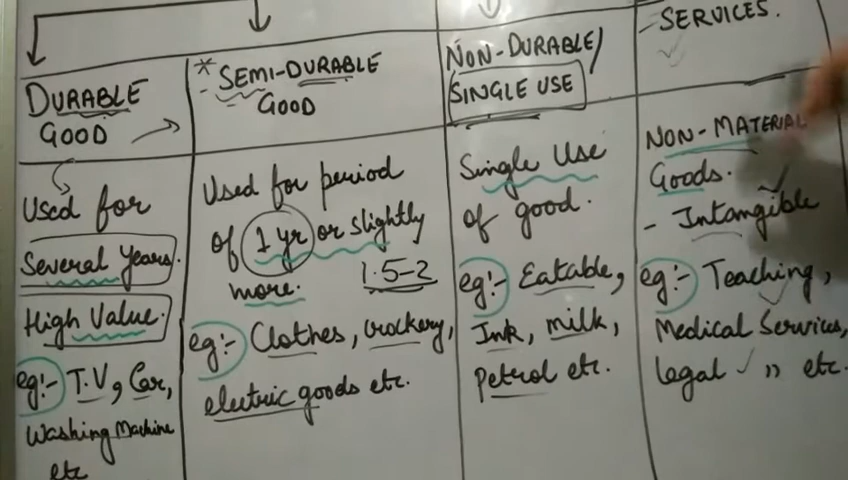 DURABLE
GOOD
Used for
Several Years.
High Value.
eg:- T.V, Car,
Washing Machine
etc
* SEMI-DURABLE
GOOD
Used for period
of 1 yr or slightly
more. 1.5-2
eg:- Clothes, crockery,
electric goods etc.
NON-DURABLE/
SINGLE USE
Single Use
of good.
eg:- Eatable,
Ink, milk,
Petrol etc.
- SERVICES.
NON-MATERIAL
Goods.
- Intangible
eg:- Teaching,
Medical Services,
legal ✓ " etc.